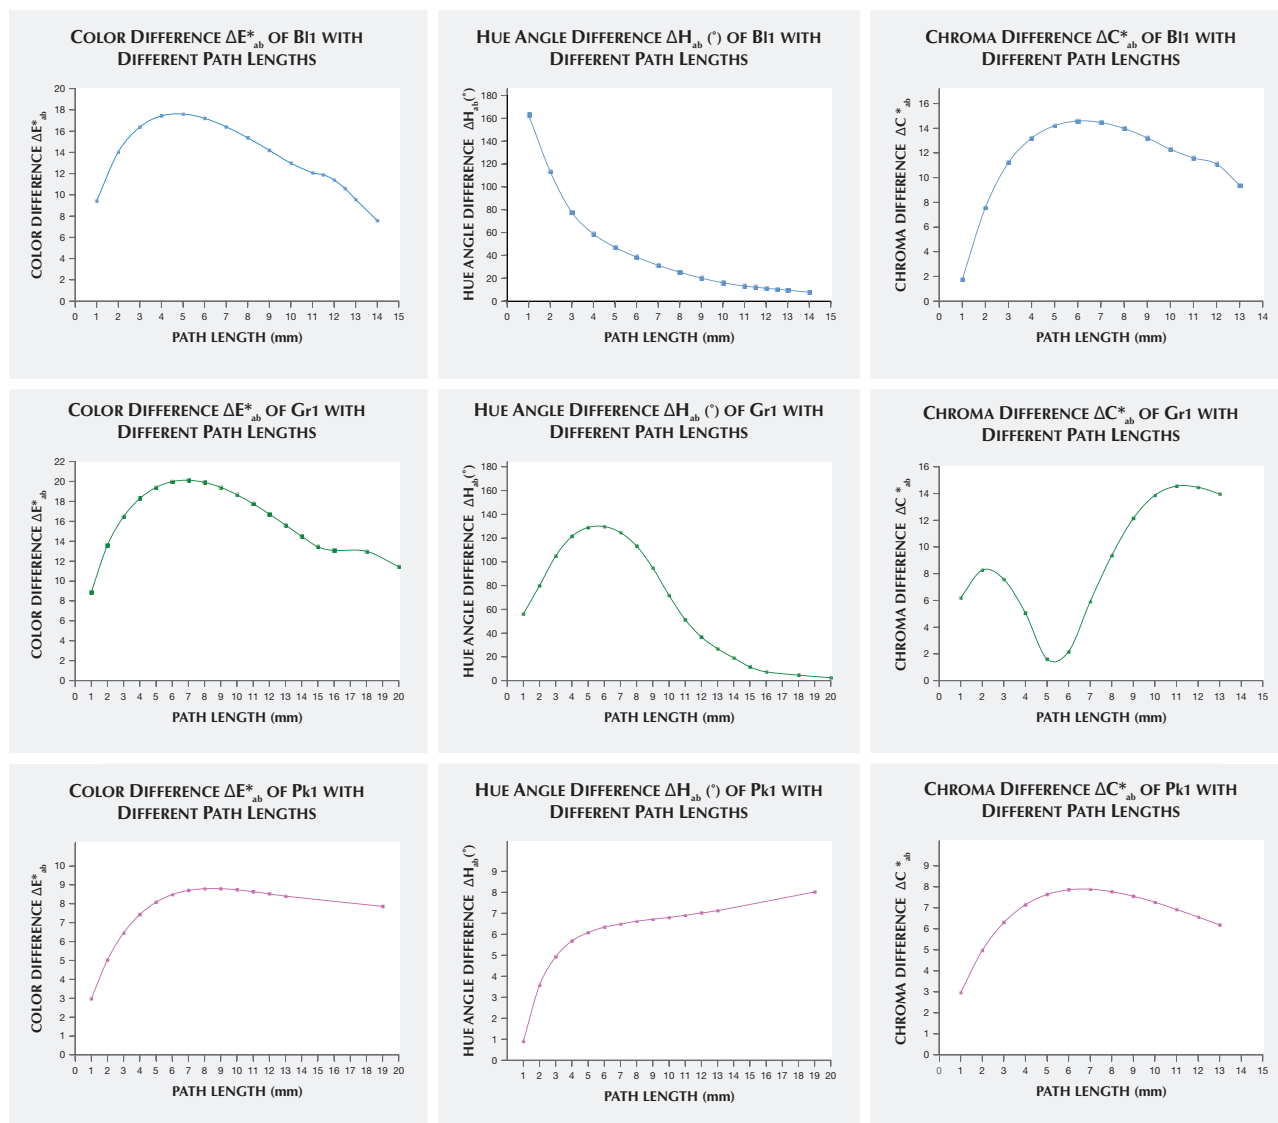 COLOR DIFFERENCE ΔE*ab OF Bl1 WITH
DIFFERENT PATH LENGTHS
COLOR DIFFERENCE ΔE*ab
20
18
16
14
12
10
8
6
4
2
0
0 1 2 3 4 5 6 7 8 9 10 11 12 13 14 15
PATH LENGTH (mm)
HUE ANGLE DIFFERENCE ΔHab (°) OF Bl1 WITH
DIFFERENT PATH LENGTHS
HUE ANGLE DIFFERENCE ΔHab(°)
180
160
140
120
100
80
60
40
20
0
0 1 2 3 4 5 6 7 8 9 10 11 12 13 14 15
PATH LENGTH (mm)
CHROMA DIFFERENCE ΔC*ab OF Bl1 WITH
DIFFERENT PATH LENGTHS
CHROMA DIFFERENCE ΔC *ab
16
14
12
10
8
6
4
2
0
0 1 2 3 4 5 6 7 8 9 10 11 12 13 14
PATH LENGTH (mm)
COLOR DIFFERENCE ΔE*ab OF Gr1 WITH
DIFFERENT PATH LENGTHS
COLOR DIFFERENCE ΔE*ab
22
20
18
16
14
12
10
8
6
4
2
0
0 1 2 3 4 5 6 7 8 9 10 11 12 13 14 15 16 17 18 19 20
PATH LENGTH (mm)
HUE ANGLE DIFFERENCE ΔHab (°) OF Gr1 WITH
DIFFERENT PATH LENGTHS
HUE ANGLE DIFFERENCE ΔHab(°)
180
160
140
120
100
80
60
40
20
0
0 1 2 3 4 5 6 7 8 9 10 11 12 13 14 15 16 17 18 19 20
PATH LENGTH (mm)
CHROMA DIFFERENCE ΔC*ab OF Gr1 WITH
DIFFERENT PATH LENGTHS
CHROMA DIFFERENCE ΔC *ab
16
14
12
10
8
6
4
2
0
0 1 2 3 4 5 6 7 8 9 10 11 12 13 14 15
PATH LENGTH (mm)
COLOR DIFFERENCE ΔE*ab OF Pk1 WITH
DIFFERENT PATH LENGTHS
COLOR DIFFERENCE ΔE*ab
10
9
8
7
6
5
4
3
2
1
0
0 1 2 3 4 5 6 7 8 9 10 11 12 13 14 15 16 17 18 19 20
PATH LENGTH (mm)
HUE ANGLE DIFFERENCE ΔHab (°) OF Pk1 WITH
DIFFERENT PATH LENGTHS
HUE ANGLE DIFFERENCE ΔHab(°)
9
8
7
6
5
4
3
2
1
0
0 1 2 3 4 5 6 7 8 9 10 11 12 13 14 15 16 17 18 19 20
PATH LENGTH (mm)
CHROMA DIFFERENCE ΔC*ab OF Pk1 WITH
DIFFERENT PATH LENGTHS
CHROMA DIFFERENCE ΔC *ab
9
8
7
6
5
4
3
2
1
0
0 1 2 3 4 5 6 7 8 9 10 11 12 13 14 15
PATH LENGTH (mm)